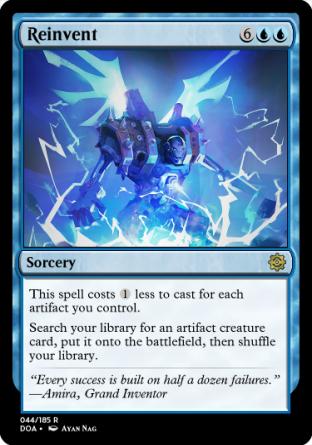 Reinvent 6
Sorcery
This spell costs 1 less to cast for each
artifact you control.
Search your library for an artifact creature
card, put it onto the battlefield, then shuffle
your library.
“Every success is built on half a dozen failures.”
—Amira, Grand Inventor
044/185 R
DOA • Ayan Nag